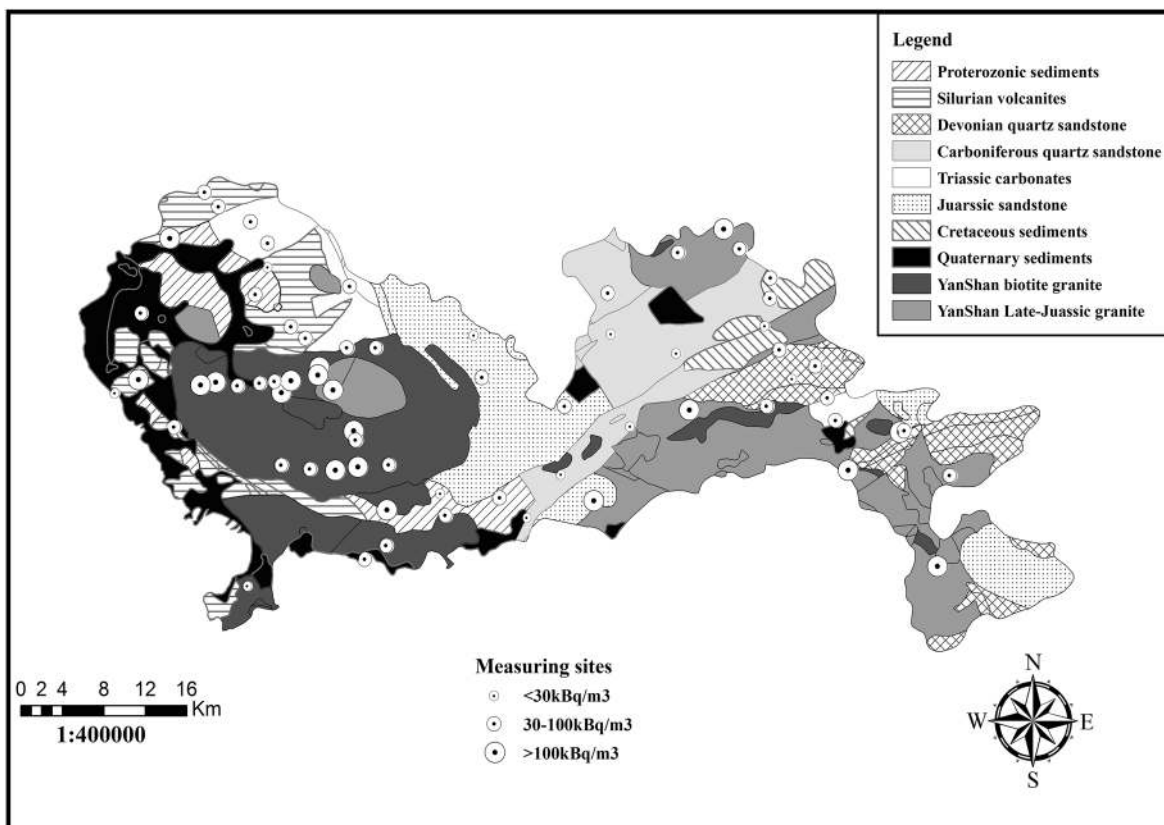 Legend
Proterozonic sediments
Silurian volcanites
Devonian quartz sandstone
Carboniferous quartz sandstone
Triassic carbonates
Juarssic sandstone
Cretaceous sediments
Quaternary sediments
YanShan biotite granite
YanShan Late-Juassic granite
Measuring sites
<30kBq/m3
30-100kBq/m3
>100kBq/m3
0 2 4 8 12 16
Km
1:400000
N
W E
S